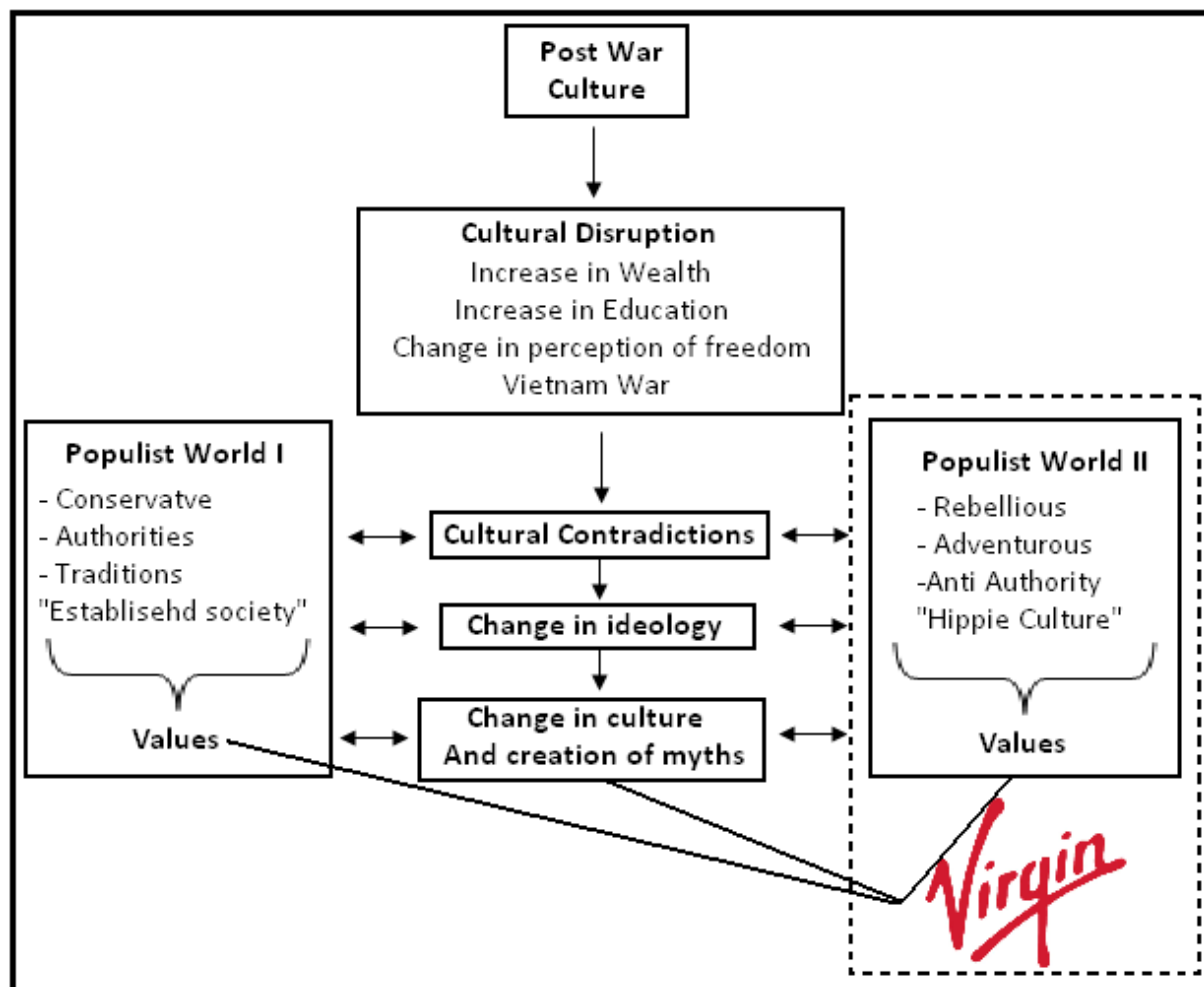 Post War
Culture
Cultural Disruption
Increase in Wealth
Increase in Education
Change in perception of freedom
Vietnam War
Populist World I
- Conservatve
- Authorities
- Traditions
"Establisehd society"
Values
Cultural Contradictions
Change in ideology
Change in culture
And creation of myths
Populist World II
- Rebellious
- Adventurous
-Anti Authority
"Hippie Culture"
Values
Virgin